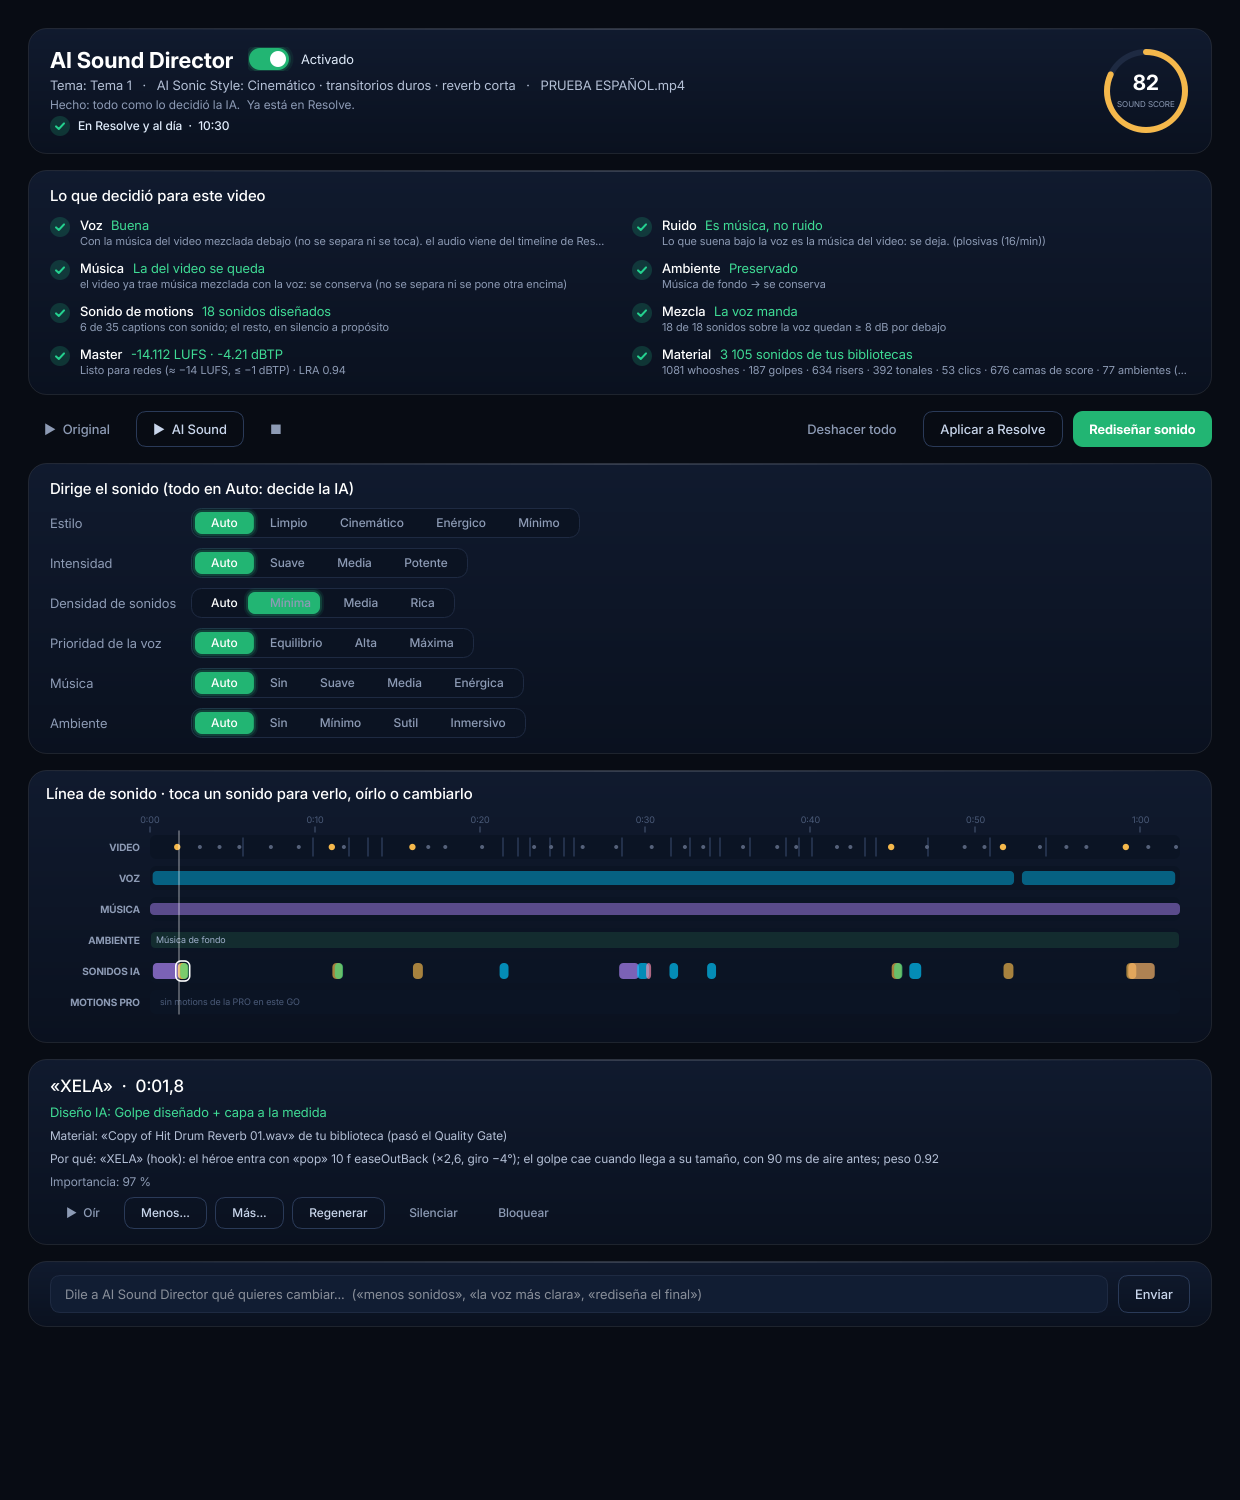 AI Sound Director Activado
Tema: Tema 1 · AI Sonic Style: Cinemático · transitorios duros · reverb corta · PRUEBA ESPAÑOL.mp4
Hecho: todo como lo decidió la IA. Ya está en Resolve.
En Resolve y al día · 10:30
82
SOUND SCORE
Lo que decidió para este video
Voz Buena
Con la música del video mezclada debajo (no se separa ni se toca). el audio viene del timeline de Res...
Ruido Es música, no ruido
Lo que suena bajo la voz es la música del video: se deja. (plosivas (16/min))
Música La del video se queda
el video ya trae música mezclada con la voz: se conserva (no se separa ni se pone otra encima)
Ambiente Preservado
Música de fondo → se conserva
Sonido de motions 18 sonidos diseñados
6 de 35 captions con sonido; el resto, en silencio a propósito
Mezcla La voz manda
18 de 18 sonidos sobre la voz quedan ≥ 8 dB por debajo
Master -14.112 LUFS · -4.21 dBTP
Listo para redes (≈ −14 LUFS, ≤ −1 dBTP) · LRA 0.94
Material 3 105 sonidos de tus bibliotecas
1081 whooshes · 187 golpes · 634 risers · 392 tonales · 53 clics · 676 camas de score · 77 ambientes (...
Original AI Sound Deshacer todo Aplicar a Resolve Rediseñar sonido
Dirige el sonido (todo en Auto: decide la IA)
Estilo Auto Limpio Cinemático Enérgico Mínimo
Intensidad Auto Suave Media Potente
Densidad de sonidos Auto Mínima Media Rica
Prioridad de la voz Auto Equilibrio Alta Máxima
Música Auto Sin Suave Media Enérgica
Ambiente Auto Sin Mínimo Sutil Inmersivo
Línea de sonido · toca un sonido para verlo, oírlo o cambiarlo
0:00 0:10 0:20 0:30 0:40 0:50 1:00
VIDEO
VOZ
MÚSICA
AMBIENTE Música de fondo
SONIDOS IA
MOTIONS PRO sin motions de la PRO en este GO
«XELA» · 0:01,8
Diseño IA: Golpe diseñado + capa a la medida
Material: «Copy of Hit Drum Reverb 01.wav» de tu biblioteca (pasó el Quality Gate)
Por qué: «XELA» (hook): el héroe entra con «pop» 10 f easeOutBack (×2,6, giro −4°); el golpe cae cuando llega a su tamaño, con 90 ms de aire antes; peso 0.92
Importancia: 97 %
Oír Menos... Más... Regenerar Silenciar Bloquear
Dile a AI Sound Director qué quieres cambiar... («menos sonidos», «la voz más clara», «rediseña el final») Enviar